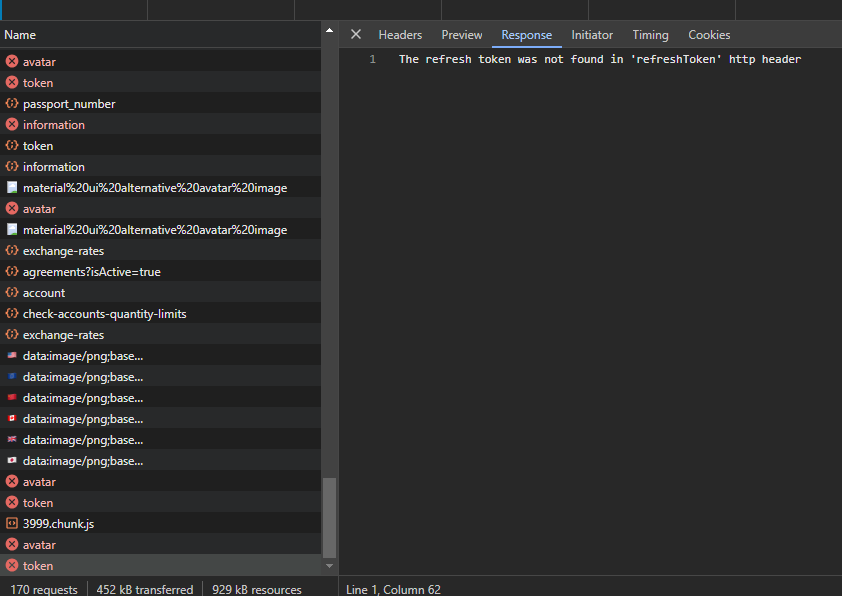 Name
avatar
token
passport_number
information
token
information
material%20ui%20alternative%20avatar%20image
avatar
material%20ui%20alternative%20avatar%20image
exchange-rates
agreements?isActive=true
account
check-accounts-quantity-limits
exchange-rates
data:image/png;base...
data:image/png;base...
data:image/png;base...
data:image/png;base...
data:image/png;base...
data:image/png;base...
avatar
token
3999.chunk.js
avatar
token
170 requests 452 kB transferred 929 kB resources
Headers Preview Response Initiator Timing Cookies
1 The refresh token was not found in 'refreshToken' http header
Line 1, Column 62